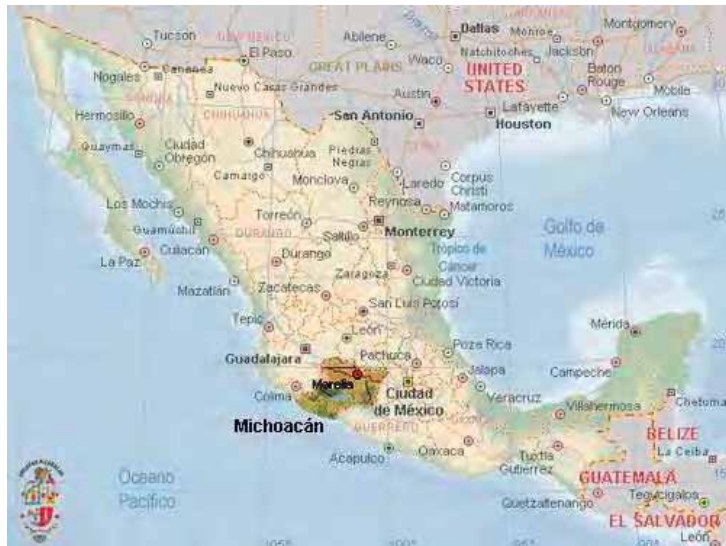 Dallas
Montgomery
Tucson
NEW MEXICO
Abilene
Monroe
Natchitoches
Jackson
El Paso
Waco
GREAT PLAINS
UNITED
STATES
Baton
Rouge
Mobile
Nogales
Cananea
Nuevo Casas Grandes
Austin
Lafayette
New Orleans
SONORA
CHIHUAHUA
Hermosillo
San Antonio
Houston
Guaymas
Ciudad
Obregón
Chihuahua
Piedras
Negras
Camargo
Monclova
Laredo
Corpus
Christi
Reynosa
Matamoros
Los Mochis
Guamúchil
Torreón
Saltillo
Monterrey
Golfo de
México
DURANGO
Culiacán
La Paz
Durango
Trópico de
Cáncer
Zaragoza
Ciudad Victoria
Mazatlán
Zacatecas
San Luis Potosí
Tepic
León
Mérida
Poza Rica
Guadalajara
Pachuca
Campeche
Jalapa
Colima
Morelia
Ciudad
de México
Veracruz
Villahermosa
Chetumal
Michoacán
GUERRERO
BELIZE
La Ceiba
Acapulco
Oaxaca
Tuxtla
Gutiérrez
GUATEMALA
Oceano
Pacífico
Quetzaltenango
Tegucigalpa
EL SALVADOR
León